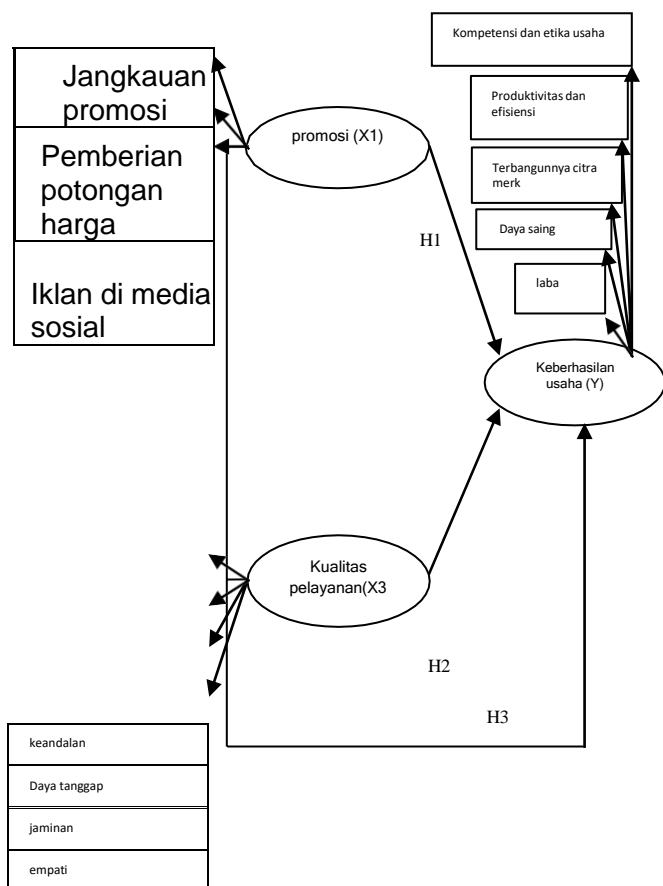 Kompetensi dan etika usaha
Jangkauan
promosi
Pemberian
potongan
harga
Iklan di media
sosial
promosi (X1)
Produktivitas dan
efisiensi
Terbangunnya citra
merk
Daya saing
laba
H1
Keberhasilan
usaha (Y)
Kualitas
pelayanan(X3
H2
H3
keandalan
Daya tanggap
jaminan
empati